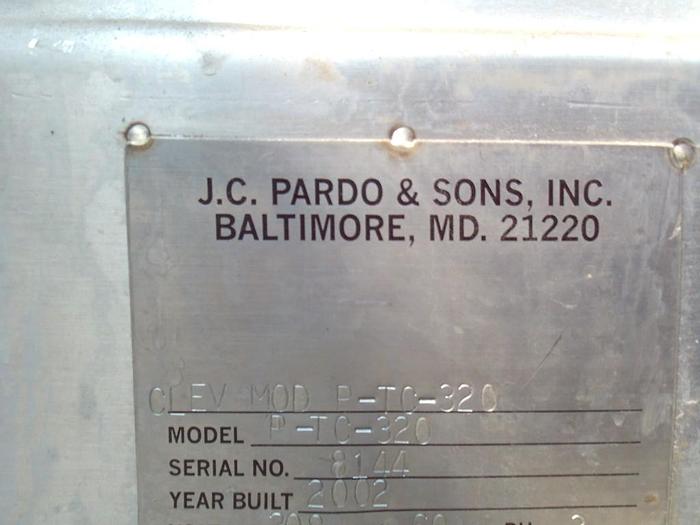 J.C. PARDO & SONS, INC.
BALTIMORE, MD. 21220
CLEV MOD P-TC-320
MODEL P-TC-320
SERIAL NO. 8144
YEAR BUILT 2002